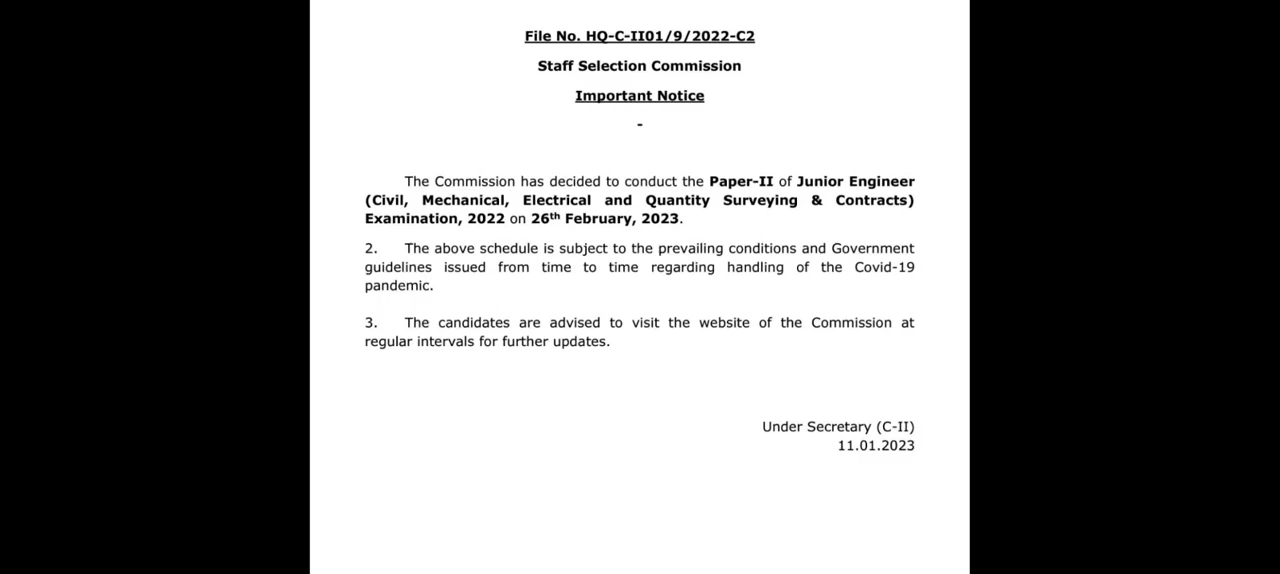 File No. HQ-C-II01/9/2022-C2
Staff Selection Commission
Important Notice
-
The Commission has decided to conduct the Paper-II of Junior Engineer
(Civil, Mechanical, Electrical and Quantity Surveying & Contracts)
Examination, 2022 on 26th February, 2023.
2. The above schedule is subject to the prevailing conditions and Government
guidelines issued from time to time regarding handling of the Covid-19
pandemic.
3. The candidates are advised to visit the website of the Commission at
regular intervals for further updates.
Under Secretary (C-II)
11.01.2023